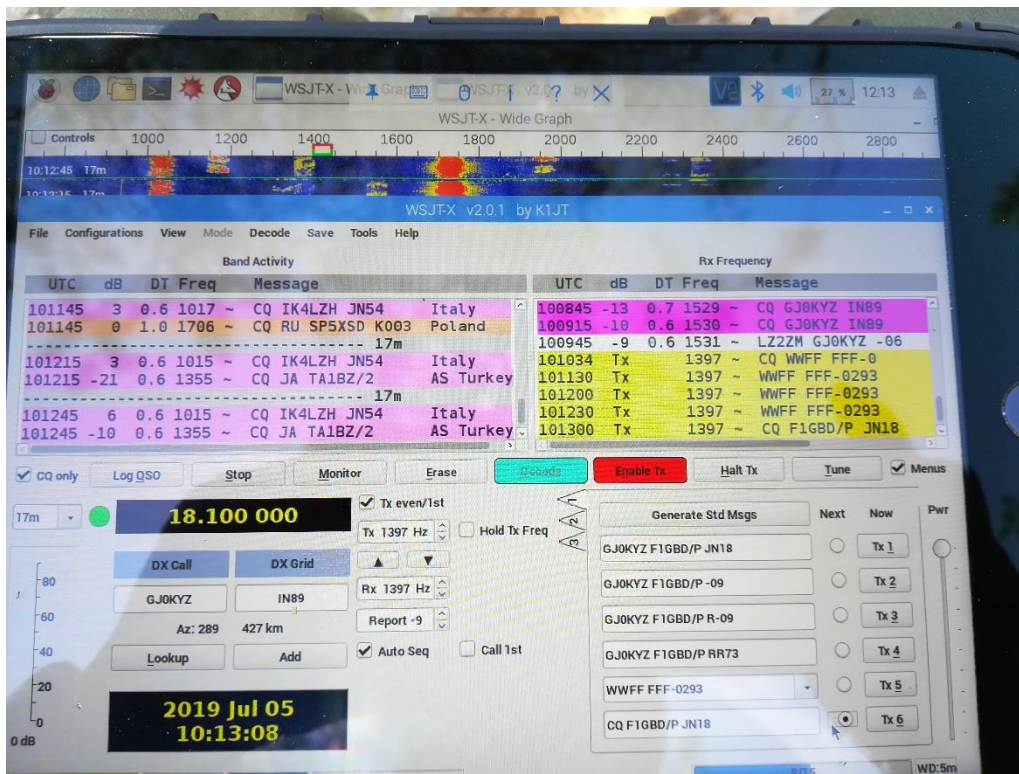 WSJT-X - Wide Graph WSJT-X v2.0.? by
27 % 12:13
WSJT-X - Wide Graph
Controls 1000 1200 1400 1600 1800 2000 2200 2400 2600 2800
10:12:45 17m
10:12:15 17m
WSJT-X v2.0.1 by K1JT
File Configurations View Mode Decode Save Tools Help
Band Activity
UTC dB DT Freq Message
101145 3 0.6 1017 ~ CQ IK4LZH JN54 Italy
101145 0 1.0 1706 ~ CQ RU SP5XSD KO03 Poland
17m
101215 3 0.6 1015 ~ CQ IK4LZH JN54 Italy
101215 -21 0.6 1355 ~ CQ JA TA1BZ/2 AS Turkey
17m
101245 6 0.6 1015 ~ CQ IK4LZH JN54 Italy
101245 -10 0.6 1355 ~ CQ JA TA1BZ/2 AS Turkey
Rx Frequency
UTC dB DT Freq Message
100845 -13 0.7 1529 ~ CQ GJ0KYZ IN89
100915 -10 0.6 1530 ~ CQ GJ0KYZ IN89
100945 -9 0.6 1531 ~ LZ2ZM GJ0KYZ -06
101034 Tx 1397 ~ CQ WWFF FFF-0
101130 Tx 1397 ~ WWFF FFF-0293
101200 Tx 1397 ~ WWFF FFF-0293
101230 Tx 1397 ~ WWFF FFF-0293
101300 Tx 1397 ~ CQ F1GBD/P JN18
CQ only Log QSO Stop Monitor Erase Decode Enable Tx Halt Tx Tune Menus
17m
18.100 000
Tx even/1st
Tx 1397 Hz
Hold Tx Freq
DX Call DX Grid
GJ0KYZ IN89
Rx 1397 Hz
Az: 289 427 km
Report -9
Lookup Add
Auto Seq Call 1st
80
60
40
20
0
0 dB
2019 Jul 05
10:13:08
1
2
3
Generate Std Msgs Next Now Pwr
GJ0KYZ F1GBD/P JN18 Tx 1
GJ0KYZ F1GBD/P -09 Tx 2
GJ0KYZ F1GBD/P R-09 Tx 3
GJ0KYZ F1GBD/P RR73 Tx 4
WWFF FFF-0293 Tx 5
CQ F1GBD/P JN18 Tx 6
8/15 WD:5m